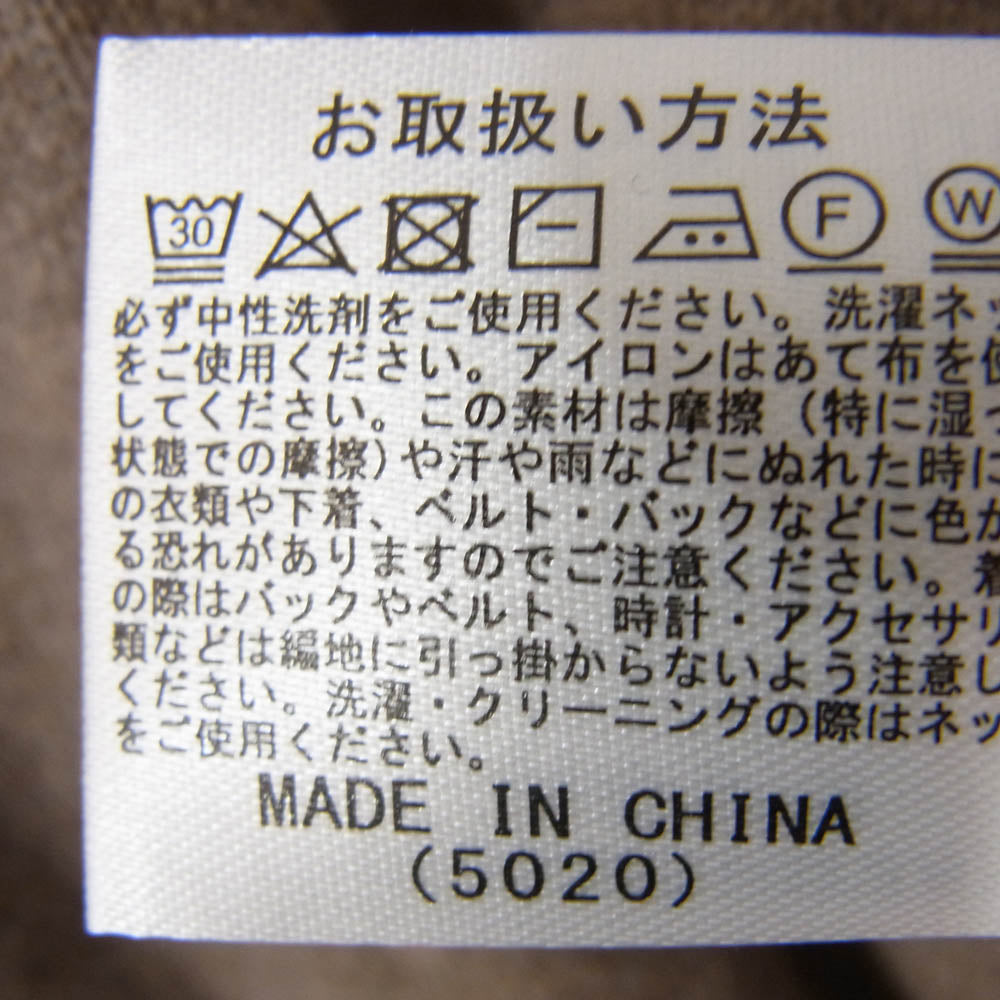 お取扱い方法
30 F W
必ず中性洗剤をご使用ください。洗濯ネッ
をご使用ください。アイロンはあて布を使
してください。この素材は摩擦（特に湿っ
状態での摩擦）や汗や雨などにぬれた時に
の衣類や下着、ベルト・バックなどに色が
る恐れがありますのでご注意ください。着
の際はバックやベルト、時計・アクセサリ
類などは編地に引っ掛からないよう注意し
ください。洗濯・クリーニングの際はネッ
をご使用ください。
MADE IN CHINA
(5020)